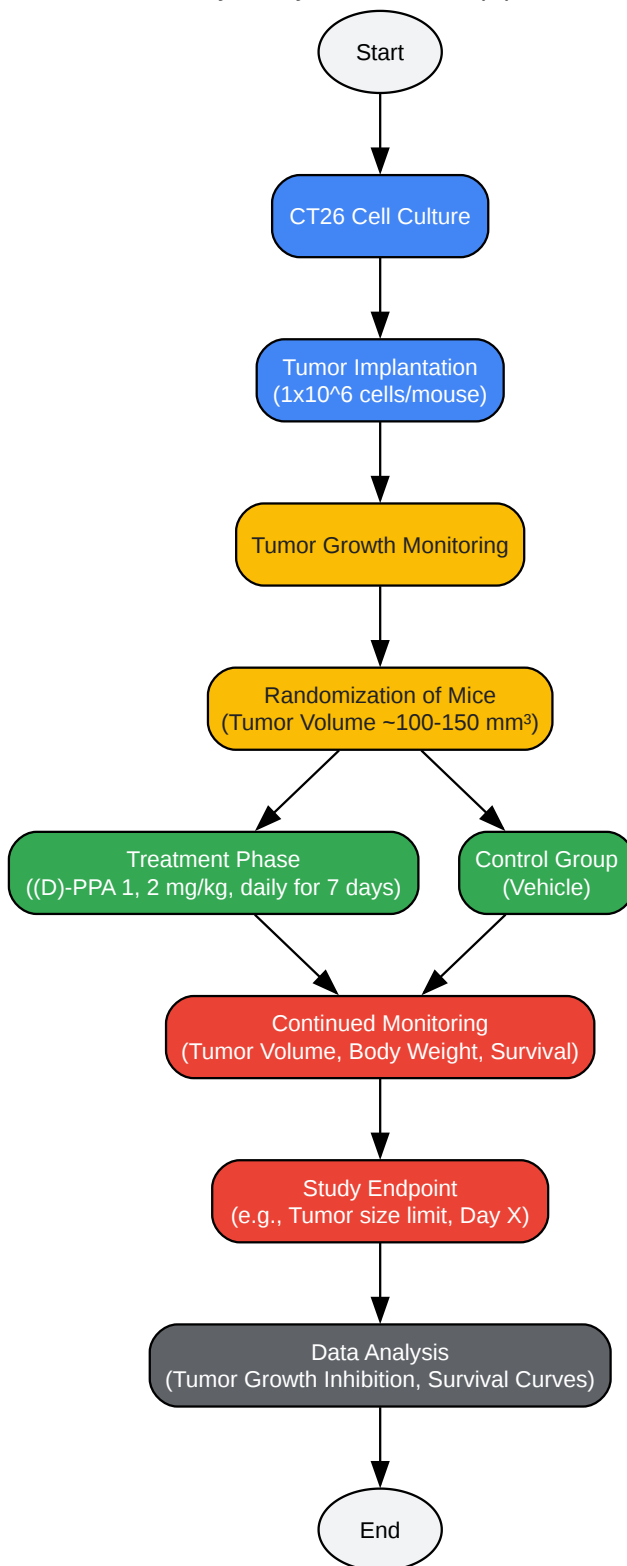 Start
CT26 Cell Culture
Tumor Implantation
(1x10^6 cells/mouse)
Tumor Growth Monitoring
Randomization of Mice
(Tumor Volume ~100-150 mm³)
Treatment Phase
((D)-PPA 1, 2 mg/kg, daily for 7 days)
Control Group
(Vehicle)
Continued Monitoring
(Tumor Volume, Body Weight, Survival)
Study Endpoint
(e.g., Tumor size limit, Day X)
Data Analysis
(Tumor Growth Inhibition, Survival Curves)
End